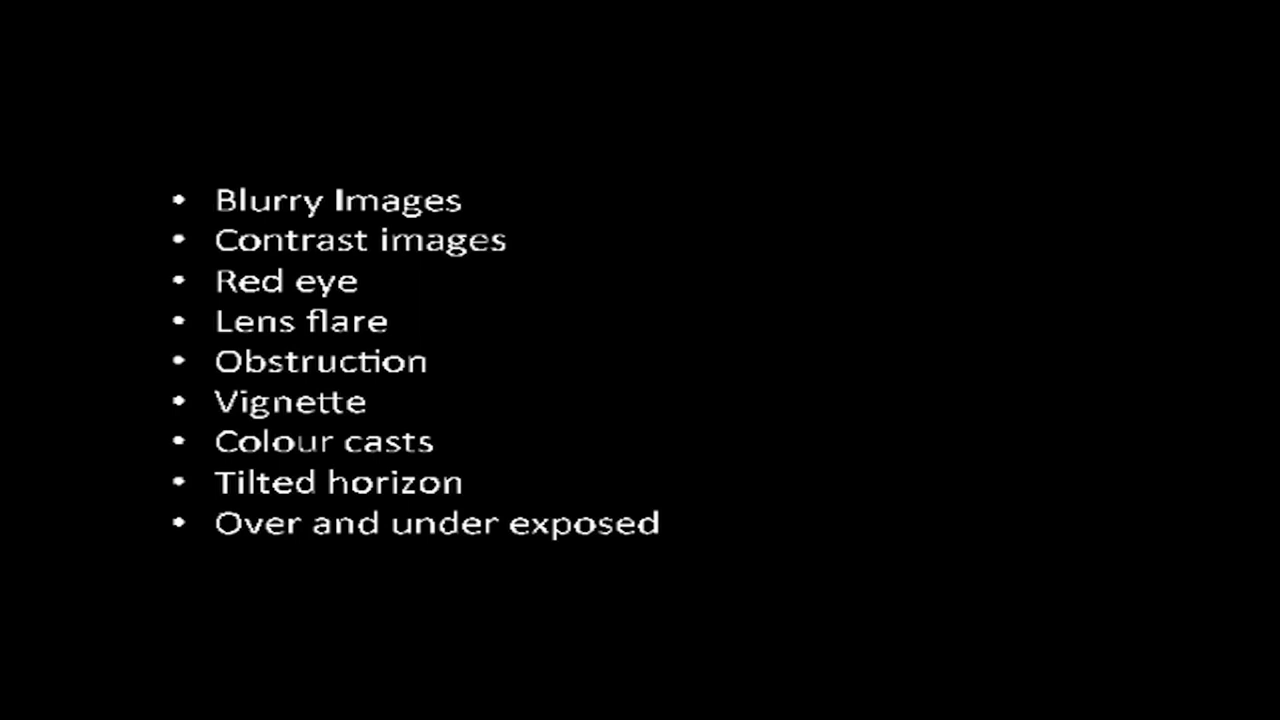 • Blurry Images
• Contrast images
• Red eye
• Lens flare
• Obstruction
• Vignette
• Colour casts
• Tilted horizon
• Over and under exposed